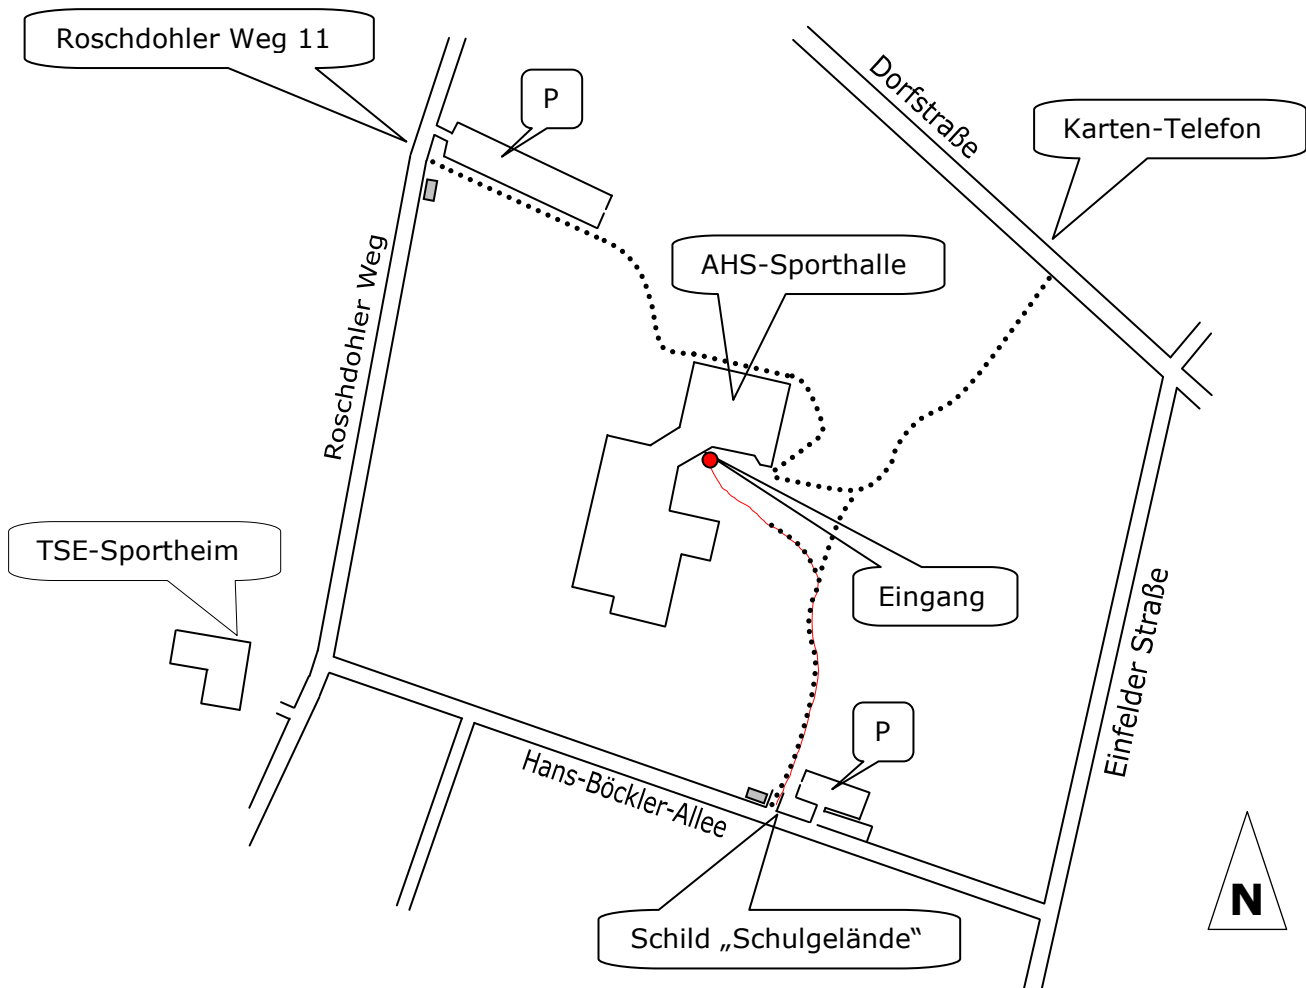 Roschdohler Weg 11
P
Dorfstraße
Karten-Telefon
AHS-Sporthalle
Roschdohler Weg
TSE-Sportheim
Eingang
Einfelder Straße
P
Hans-Böckler-Allee
Schild „Schulgelände“
N